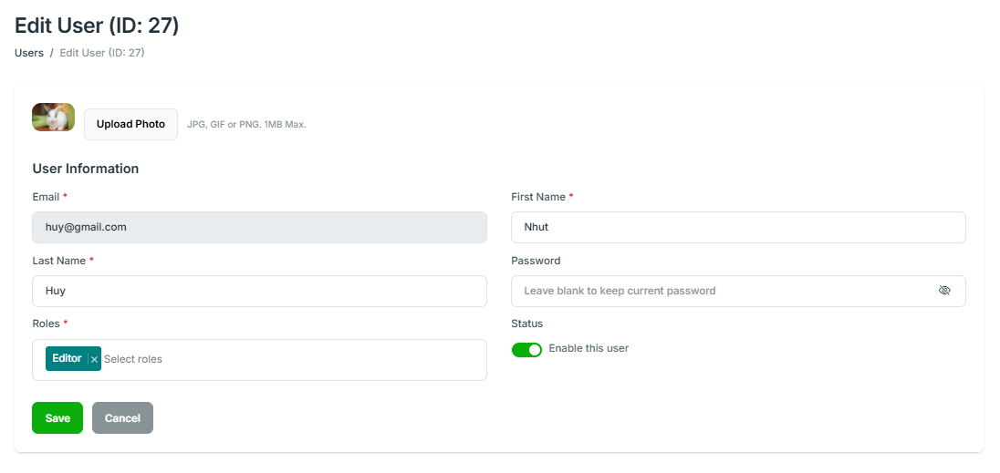 Edit User (ID: 27)
Users / Edit User (ID: 27)
Upload Photo JPG, GIF or PNG. 1MB Max.
User Information
Email *
huy@gmail.com
First Name *
Nhut
Last Name *
Huy
Password
Leave blank to keep current password
Roles *
Editor × Select roles
Status
Enable this user
Save Cancel